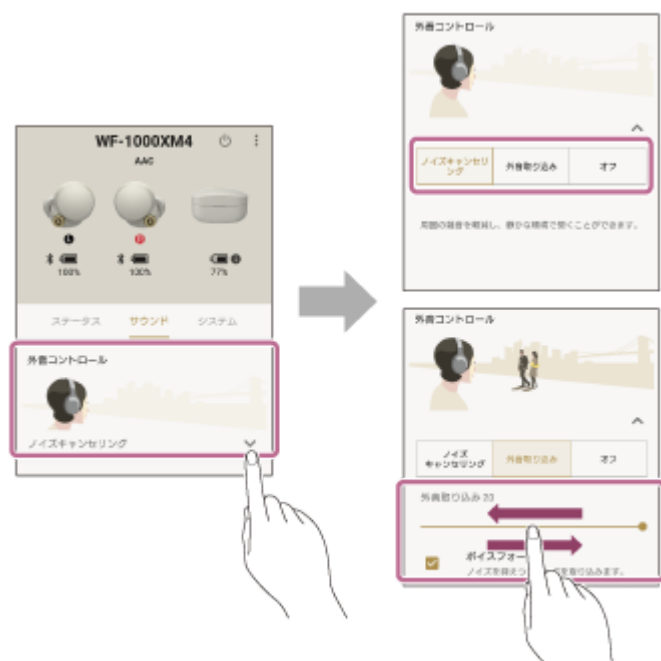 WF-1000XM4
AAC
L
R
100%
100%
77%
ステータス
サウンド
システム
外音コントロール
ノイズキャンセリング
外音コントロール
ノイズキャンセリ
ング
外音取り込み
オフ
周囲の騒音を軽減し、静かな環境で聞くことができます。
外音コントロール
ノイズ
キャンセリング
外音取り込み
オフ
外音取り込み 20
ボイスフォー
ノイズを抑えつ
を取り込みます。